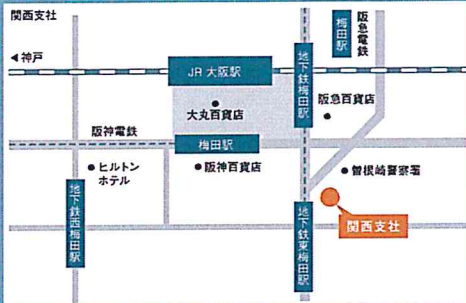 関西支社
梅田駅
阪急電鉄
◀神戸
JR 大阪駅
地下鉄梅田駅
大丸百貨店
阪急百貨店
阪神電鉄
梅田駅
ヒルトン
ホテル
阪神百貨店
曽根崎警察署
地下鉄西梅田駅
地下鉄東梅田駅
関西支社